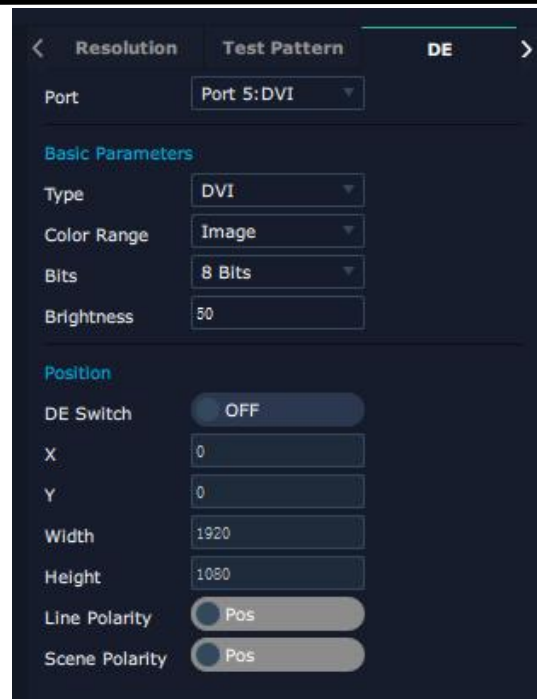 Resolution Test Pattern DE
Port Port 5:DVI
Basic Parameters
Type DVI
Color Range Image
Bits 8 Bits
Brightness 50
Position
DE Switch OFF
X 0
Y 0
Width 1920
Height 1080
Line Polarity Pos
Scene Polarity Pos